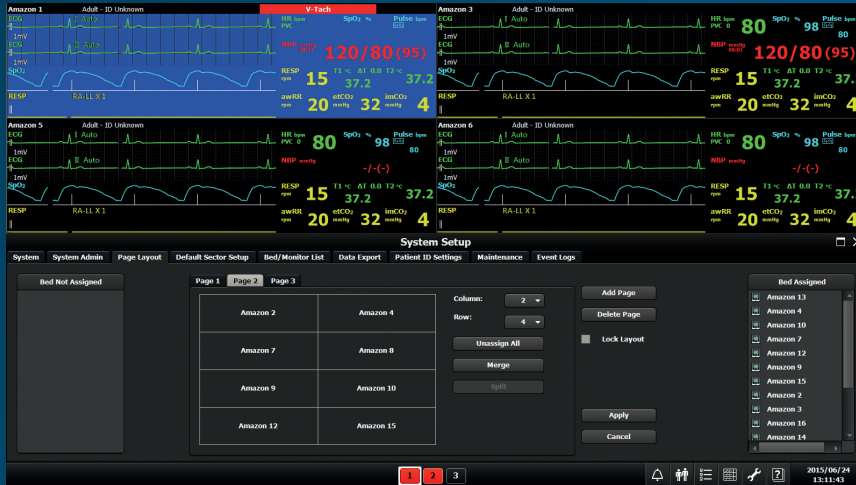 Amazon 1 Adult - ID Unknown V-Tach
ECG I Auto HR bpm SpO₂ % Pulse bpm
PVC 0 98 80
1mV
ECG II Auto NBP 120/80(95)
1mV
SpO₂ RESP rpm 15 T1 °C ΔT 0.0 T2 °C
37.2 37.2
RESP RA-LL X 1 awRR rpm 20 etCO₂ mmHg 32 imCO₂ mmHg 4
Amazon 3 Adult - ID Unknown
ECG I Auto HR bpm 80 SpO₂ % 98 Pulse bpm
PVC 0 80
1mV
ECG II Auto NBP mmHg 120/80(95)
1mV
SpO₂ RESP rpm 15 T1 °C ΔT 0.0 T2 °C
37.2 37.
RESP RA-LL X 1 awRR rpm 20 etCO₂ mmHg 32 imCO₂ mmHg 4
Amazon 5 Adult - ID Unknown
ECG I Auto HR bpm 80 SpO₂ % 98 Pulse bpm
PVC 0 80
1mV
ECG II Auto NBP mmHg -/-(-)
1mV
SpO₂ RESP rpm 15 T1 °C ΔT 0.0 T2 °C
37.2 37.2
RESP RA-LL X 1 awRR rpm 20 etCO₂ mmHg 32 imCO₂ mmHg 4
Amazon 6 Adult - ID Unknown
ECG I Auto HR bpm 80 SpO₂ % 98 Pulse bpm
PVC 0 80
1mV
ECG II Auto NBP mmHg -/-(-)
1mV
SpO₂ RESP rpm 15 T1 °C ΔT 0.0 T2 °C
37.2 37.
RESP RA-LL X 1 awRR rpm 20 etCO₂ mmHg 32 imCO₂ mmHg 4
System Setup
System System Admin Page Layout Default Sector Setup Bed/Monitor List Data Export Patient ID Settings Maintenance Event Logs
Bed Not Assigned
Page 1 Page 2 Page 3
Amazon 2 Amazon 4
Amazon 7 Amazon 8
Amazon 9 Amazon 10
Amazon 12 Amazon 15
Column: 2
Row: 4
Unassign All
Merge
Split
Add Page
Delete Page
Lock Layout
Apply
Cancel
Bed Assigned
Amazon 13
Amazon 4
Amazon 10
Amazon 7
Amazon 12
Amazon 9
Amazon 15
Amazon 2
Amazon 3
Amazon 16
Amazon 14
1 2 3
2015/06/24
13:11:43